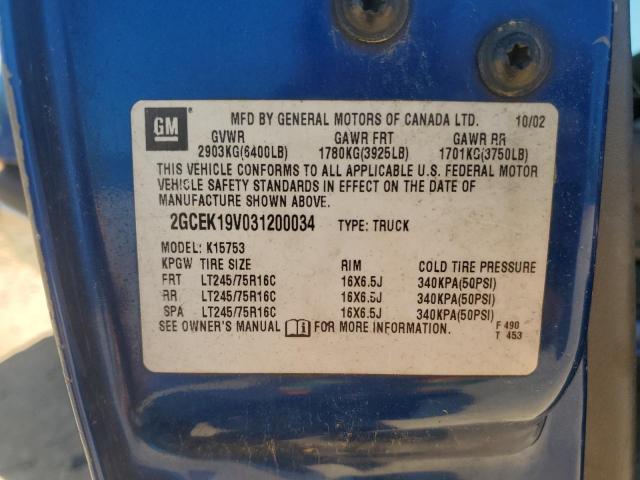 GM MFD BY GENERAL MOTORS OF CANADA LTD. 10/02
GVWR GAWR FRT GAWR RR
2903KG(6400LB) 1780KG(3925LB) 1701KG(3750LB)
THIS VEHICLE CONFORMS TO ALL APPLICABLE U.S. FEDERAL MOTOR
VEHICLE SAFETY STANDARDS IN EFFECT ON THE DATE OF
MANUFACTURE SHOWN ABOVE.
2GCEK19V031200034 TYPE: TRUCK
MODEL: K15753
KPGW TIRE SIZE RIM COLD TIRE PRESSURE
FRT LT245/75R16C 16X6.5J 340KPA(50PSI)
RR LT245/75R16C 16X6.5J 340KPA(50PSI)
SPA LT245/75R16C 16X6.5J 340KPA(50PSI)
SEE OWNER'S MANUAL FOR MORE INFORMATION. F 490
T 453